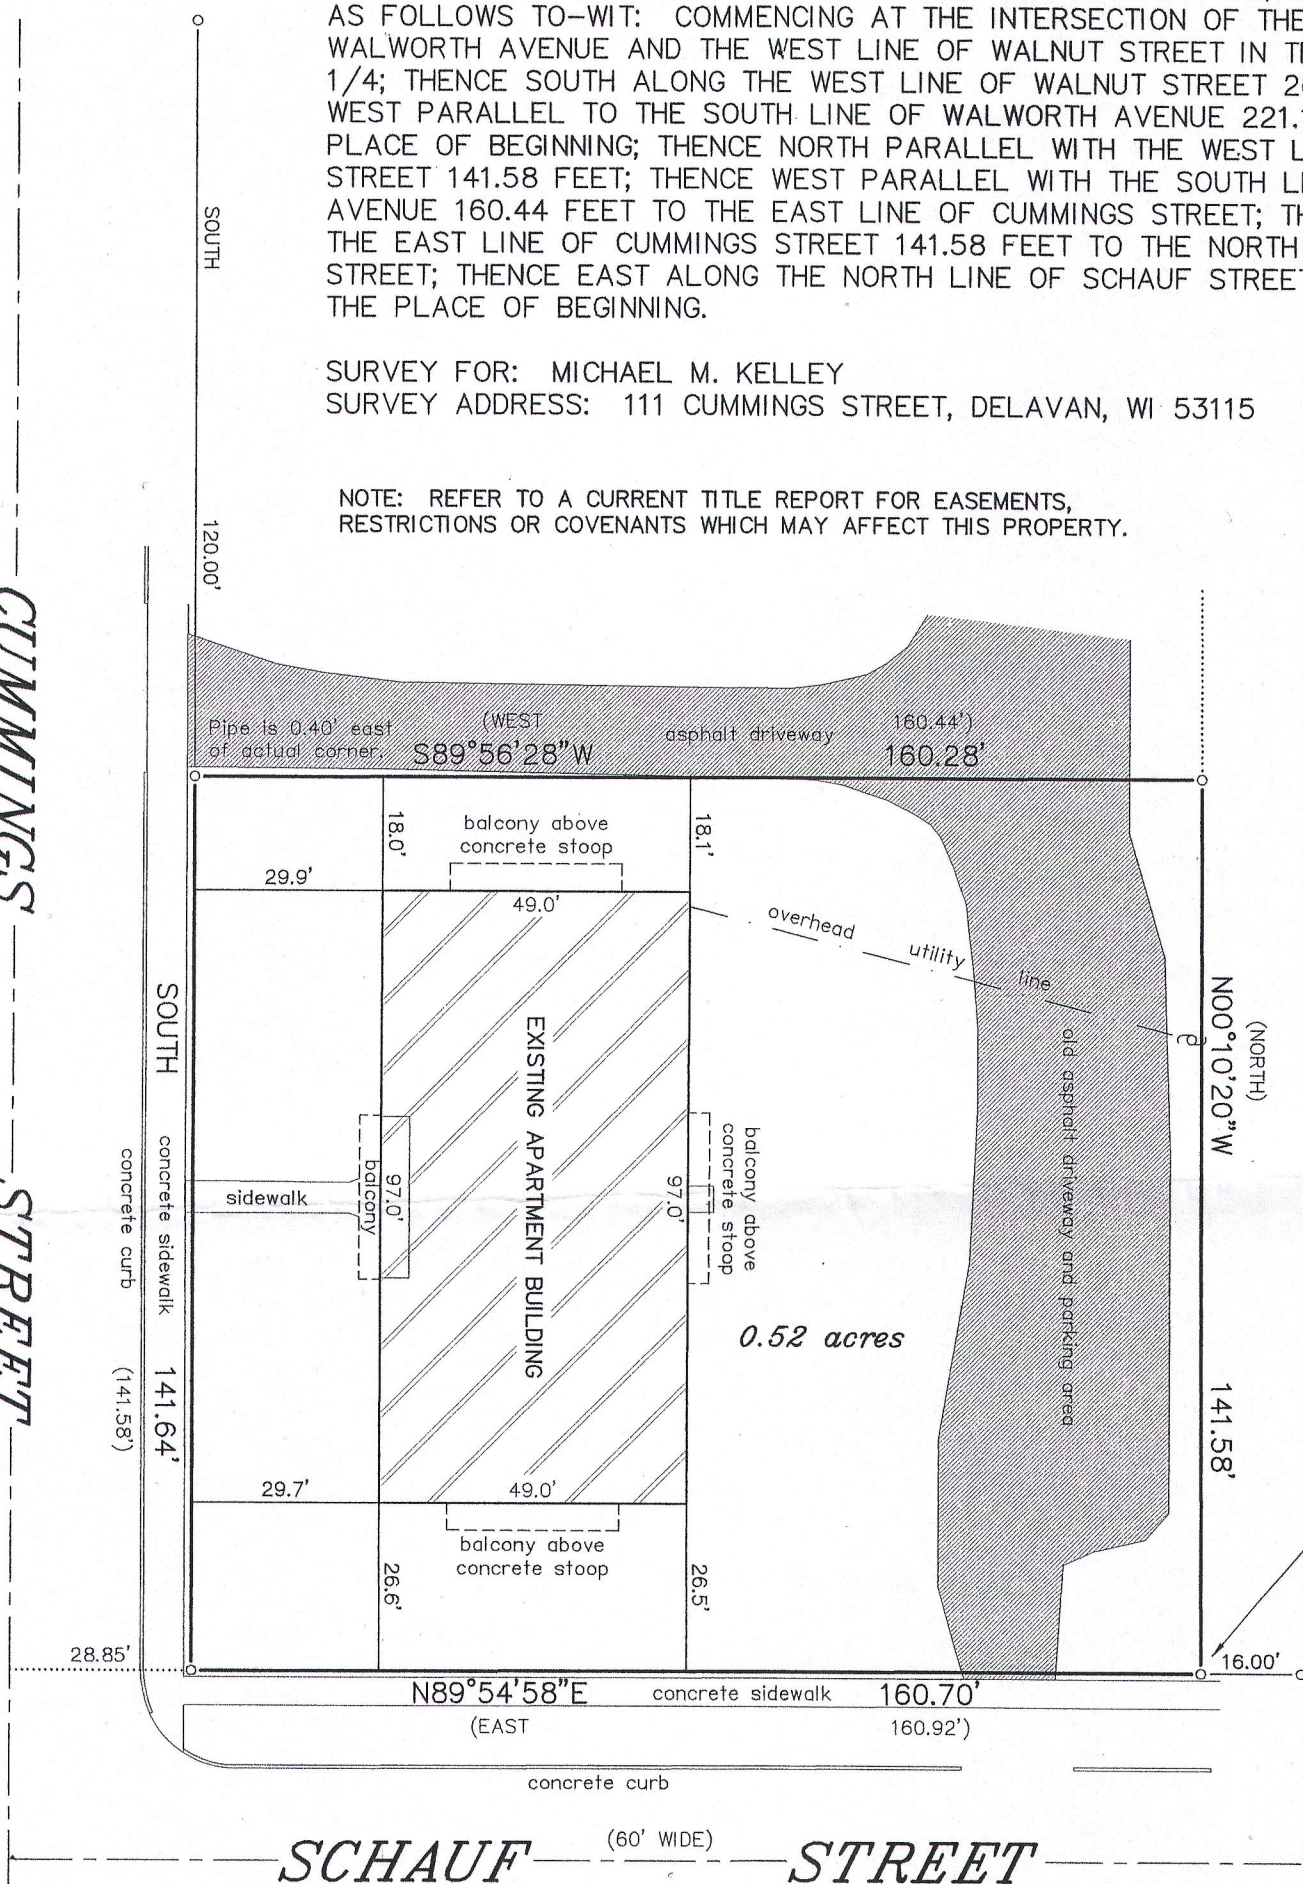 AS FOLLOWS TO-WIT: COMMENCING AT THE INTERSECTION OF THE
WALWORTH AVENUE AND THE WEST LINE OF WALNUT STREET IN
1/4; THENCE SOUTH ALONG THE WEST LINE OF WALNUT STREET
WEST PARALLEL TO THE SOUTH LINE OF WALWORTH AVENUE 221.
PLACE OF BEGINNING; THENCE NORTH PARALLEL WITH THE WEST
STREET 141.58 FEET; THENCE WEST PARALLEL WITH THE SOUTH
AVENUE 160.44 FEET TO THE EAST LINE OF CUMMINGS STREET;
THE EAST LINE OF CUMMINGS STREET 141.58 FEET TO THE NORTH
STREET; THENCE EAST ALONG THE NORTH LINE OF SCHAUF STREET
THE PLACE OF BEGINNING.
SURVEY FOR: MICHAEL M. KELLEY
SURVEY ADDRESS: 111 CUMMINGS STREET, DELAVAN, WI 53115
NOTE: REFER TO A CURRENT TITLE REPORT FOR EASEMENTS,
RESTRICTIONS OR COVENANTS WHICH MAY AFFECT THIS PROPERTY.
SOUTH
120.00'
CUMMINGS STREET
Pipe is 0.40' east
of actual corner.
(WEST
160.44')
S89°56'28"W
asphalt driveway
160.28'
18.0'
balcony above
concrete stoop
18.1'
29.9'
49.0'
overhead utility line
EXISTING APARTMENT BUILDING
old asphalt driveway and parking area
(NORTH)
N00°10'20"W
141.58'
SOUTH
141.64'
(141.58')
concrete sidewalk
concrete curb
sidewalk
balcony
97.0'
97.0'
balcony above
concrete stoop
0.52 acres
29.7'
49.0'
balcony above
concrete stoop
26.6'
26.5'
28.85'
16.00'
N89°54'58"E
concrete sidewalk
160.70'
(EAST
160.92')
concrete curb
(60' WIDE)
SCHAUF STREET